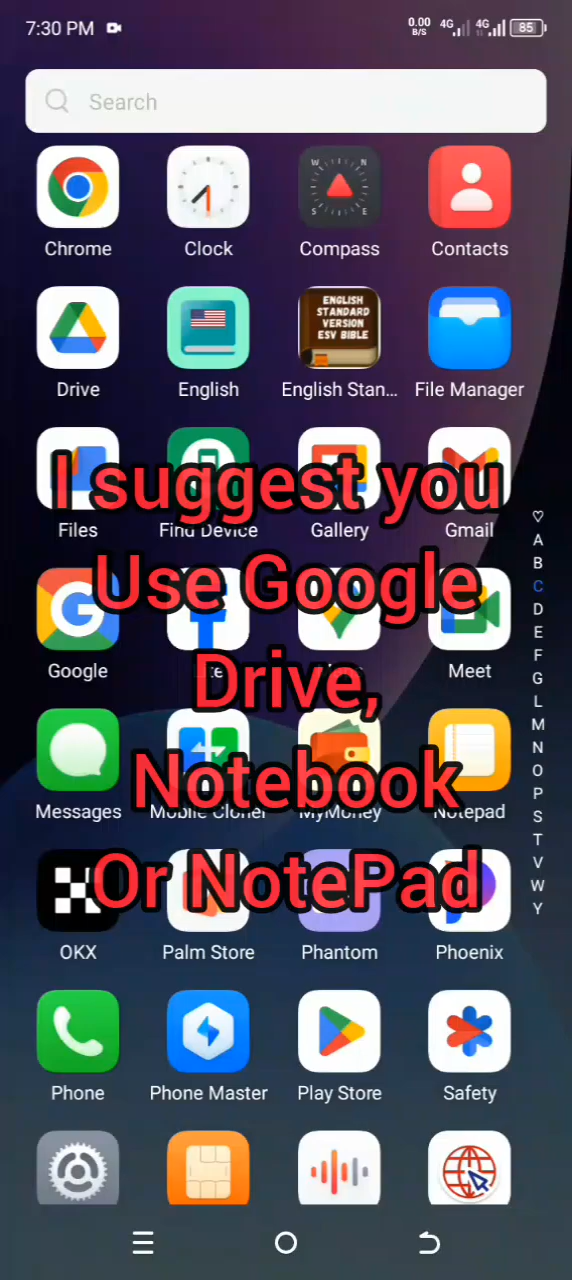 7:30 PM
0.00 B/S 4G 4G 85
Search
W N
S E
Chrome Clock Compass Contacts
ENGLISH
STANDARD
VERSION
ESV BIBLE
Drive English English Stan... File Manager
I suggest you
Files Find Device Gallery Gmail
Use Google
Google Meet
Drive,
Notebook
Messages Mobile Cloner MyMoney Notepad
Or NotePad
OKX Palm Store Phantom Phoenix
Phone Phone Master Play Store Safety
♡
A
B
C
D
E
F
G
L
M
N
O
P
S
T
V
W
Y